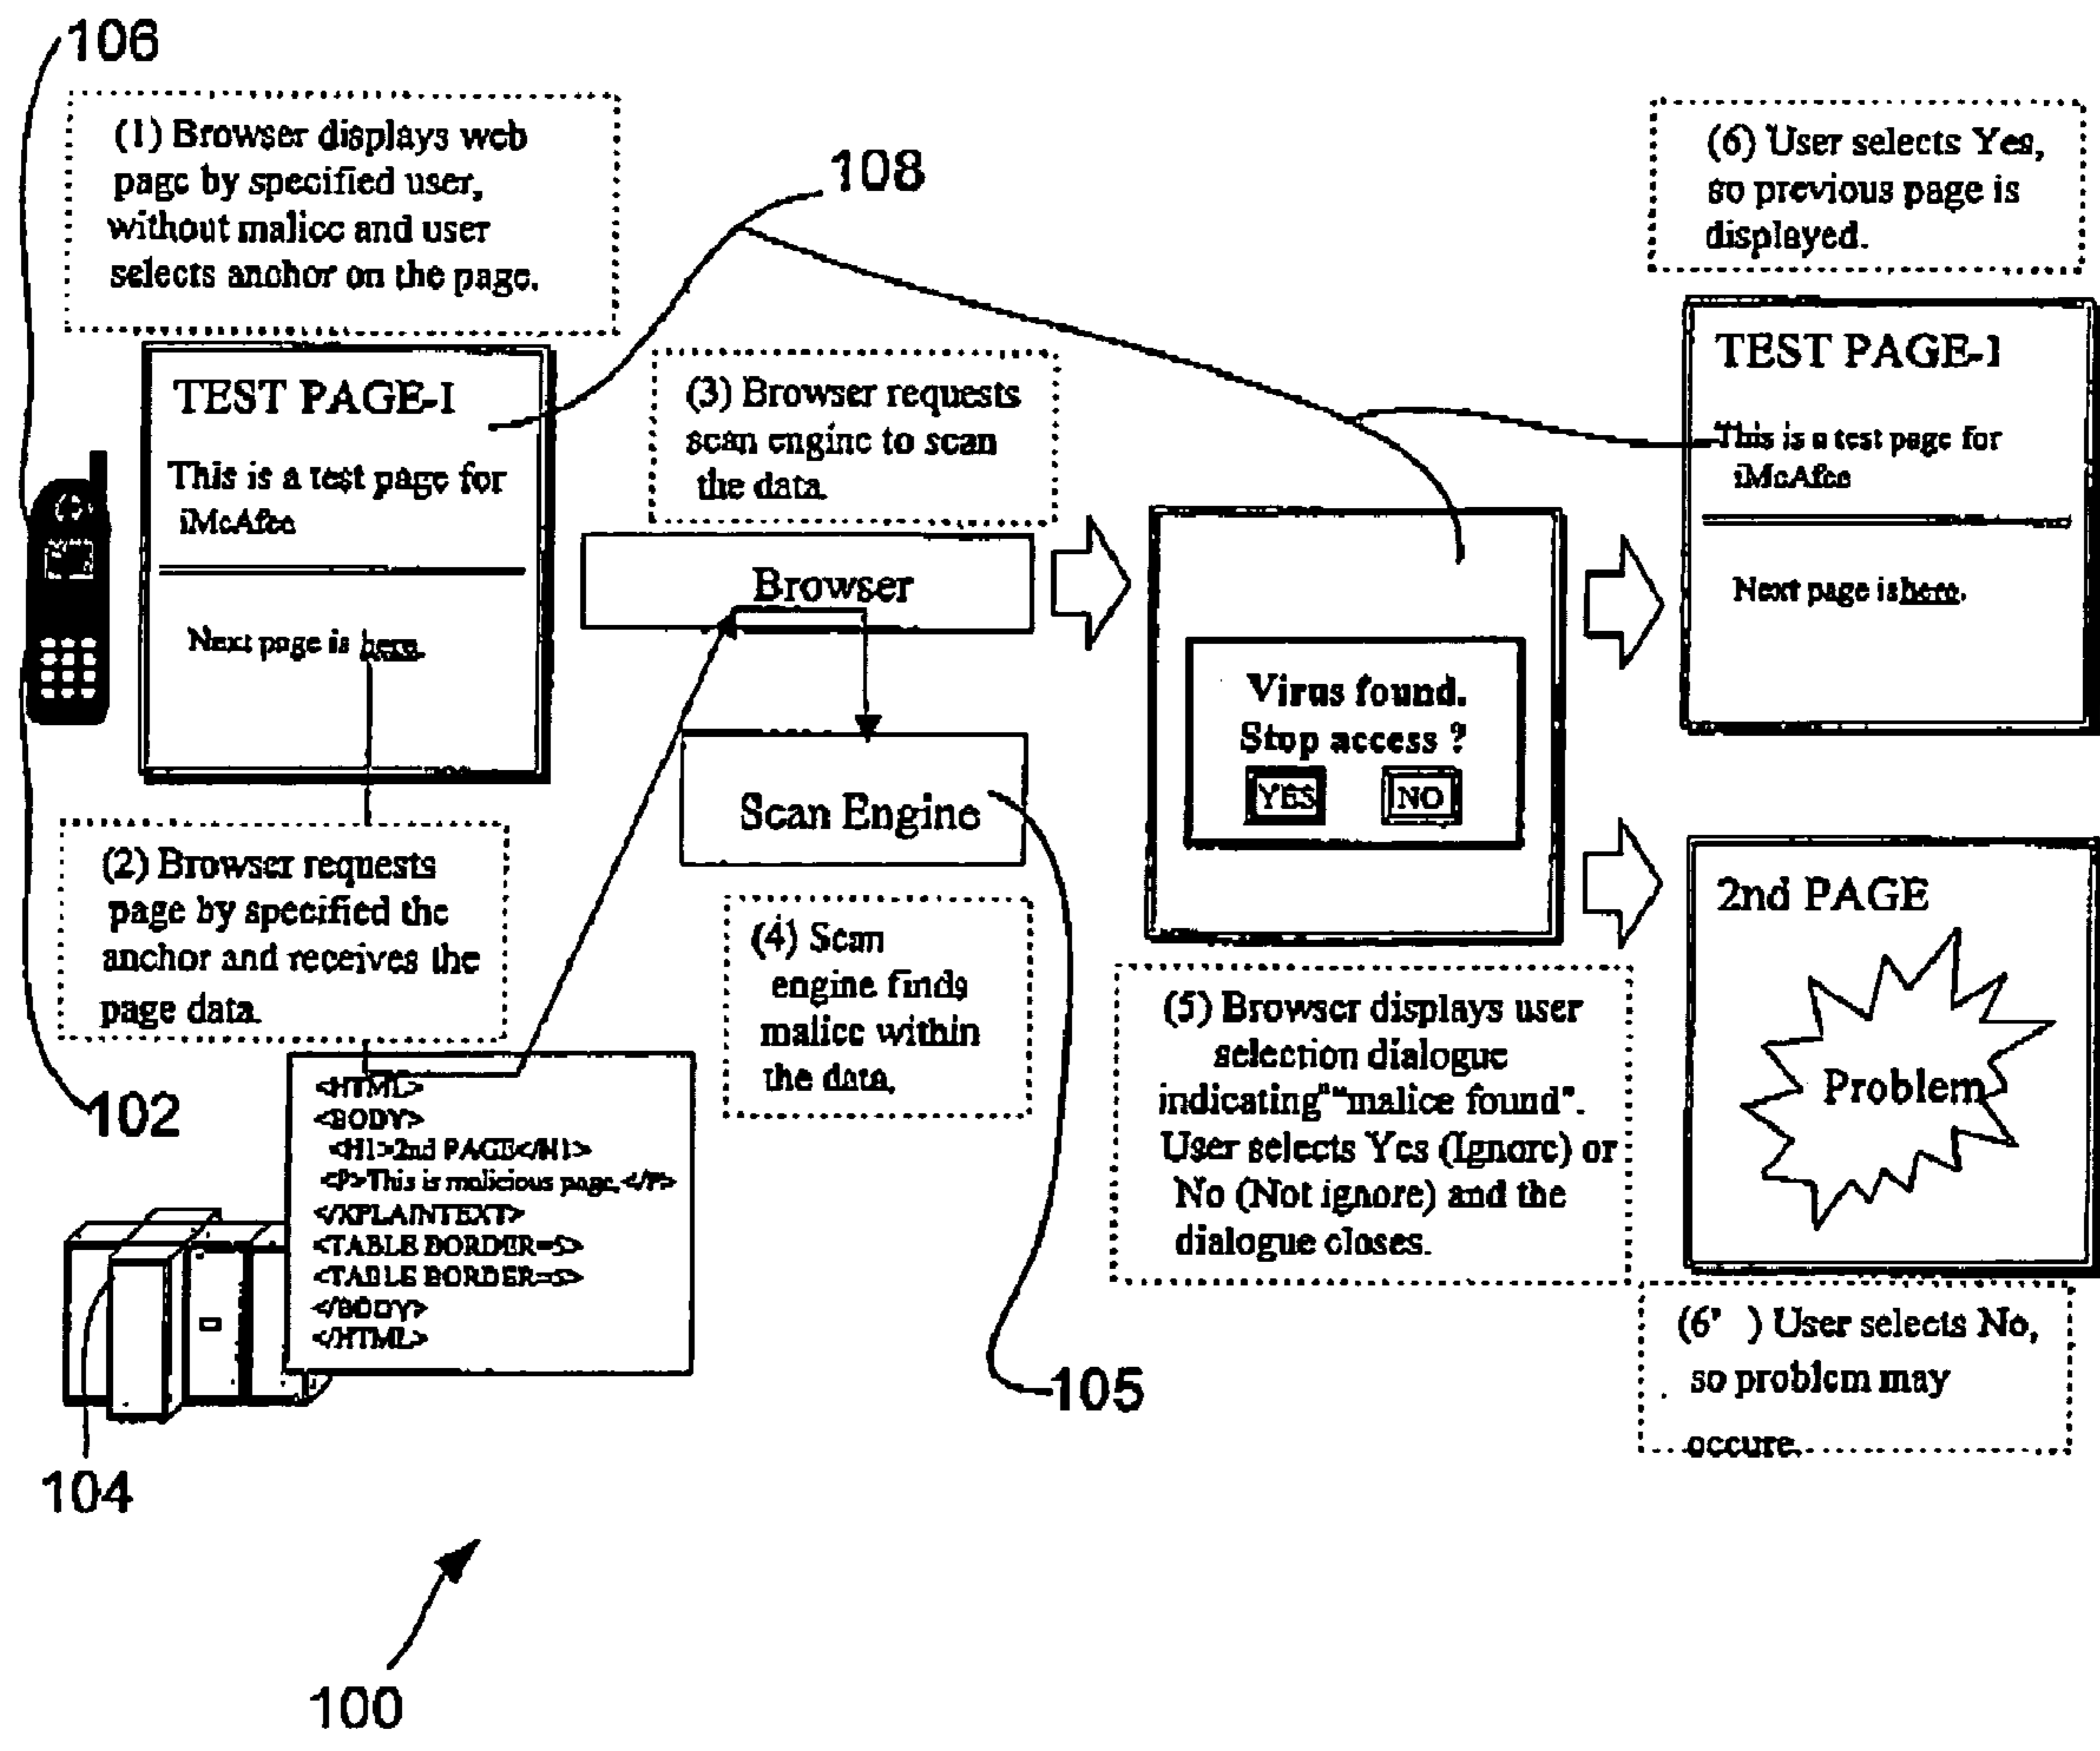 106
(1) Browser displays web
page by specified user,
without malice and user
selects anchor on the page.
108
(6) User selects Yes,
so previous page is
displayed.
TEST PAGE-1
This is a test page for
iMcAfee
Next page is here.
(3) Browser requests
scan engine to scan
the data.
Browser
Scan Engine
Virus found.
Stop access ?
YES
NO
TEST PAGE-1
This is a test page for
iMcAfee
Next page is here.
(2) Browser requests
page by specified the
anchor and receives the
page data.
(4) Scan
engine finds
malice within
the data.
(5) Browser displays user
selection dialogue
indicating"“malice found".
User selects Yes (Ignore) or
No (Not ignore) and the
dialogue closes.
2nd PAGE
Problem
102
<HTML>
<BODY>
<H1>2nd PAGE</H1>
<P>This is malicious page.</P>
</XPLAINTEXT>
<TABLE BORDER=5>
<TABLE BORDER=5>
</BODY>
</HTML>
(6' ) User selects No,
so problem may
occure.
105
104
100